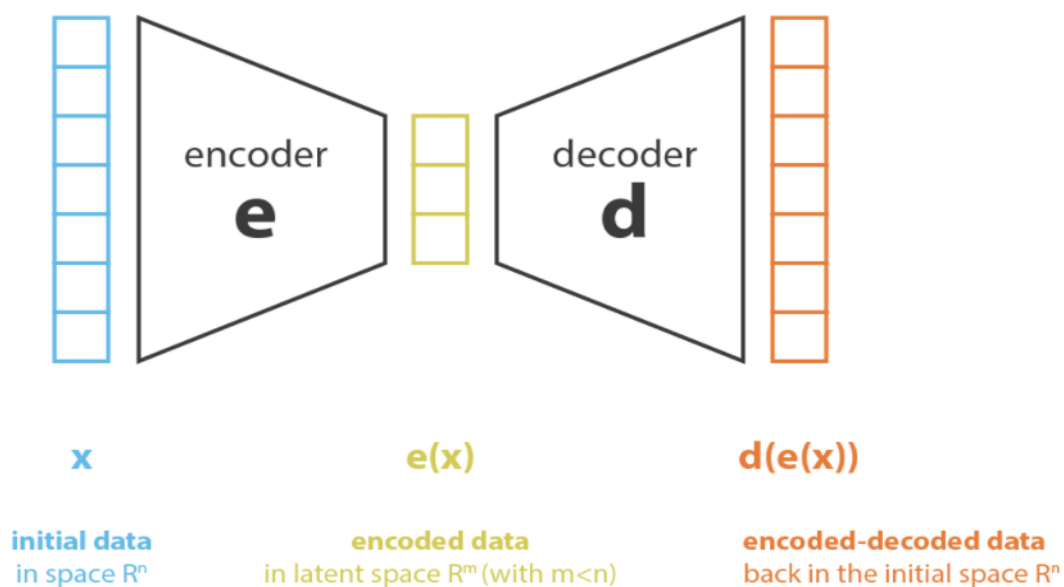 encoder
e
decoder
d
x
e(x)
d(e(x))
initial data
in space Rⁿ
encoded data
in latent space Rᵐ (with m<n)
encoded-decoded data
back in the initial space Rⁿ